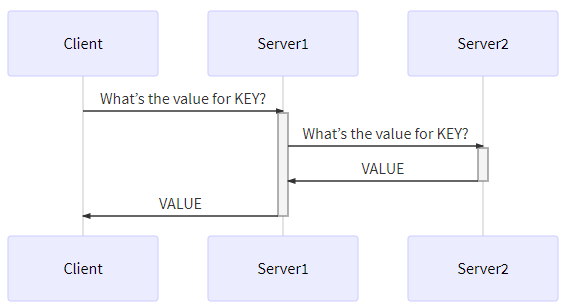 Client
Server1
Server2
What’s the value for KEY?
What’s the value for KEY?
VALUE
VALUE
Client
Server1
Server2